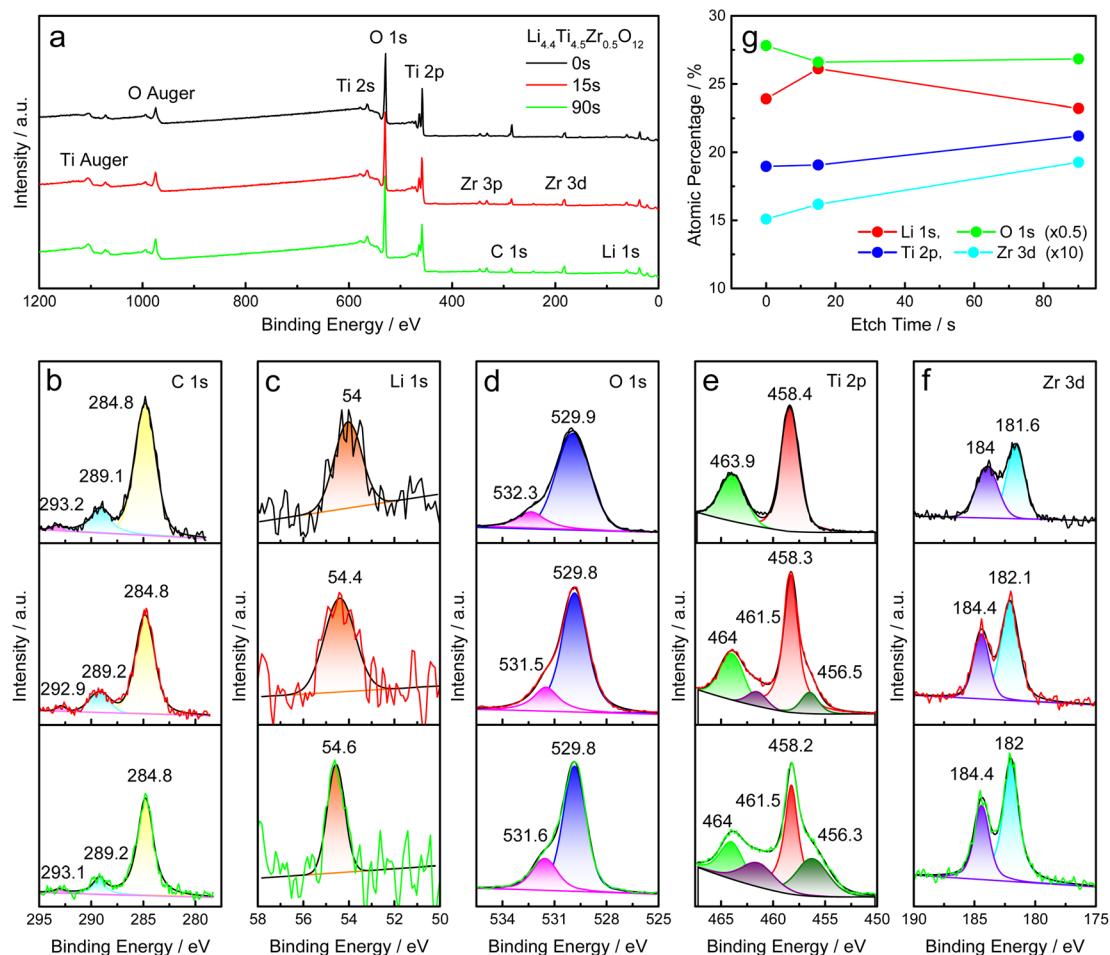 a
O 1s
Li4.4Ti4.5Zr0.5O12
0s
15s
90s
Ti 2p
Ti 2s
O Auger
Ti Auger
Zr 3p
Zr 3d
C 1s
Li 1s
Intensity / a.u.
1200 1000 800 600 400 200 0
Binding Energy / eV
g
30
25
20
15
10
Atomic Percentage / %
Li 1s, O 1s (x0.5)
Ti 2p, Zr 3d (x10)
0 20 40 60 80
Etch Time / s
b
C 1s
284.8
289.1
293.2
284.8
289.2
292.9
284.8
289.2
293.1
Intensity / a.u.
295 290 285 280
Binding Energy / eV
c
Li 1s
54
54.4
54.6
Intensity / a.u.
58 56 54 52 50
Binding Energy / eV
d
O 1s
529.9
532.3
529.8
531.5
529.8
531.6
Intensity / a.u.
534 531 528 525
Binding Energy / eV
e
Ti 2p
458.4
463.9
458.3
461.5
464
456.5
458.2
461.5
464
456.3
Intensity / a.u.
465 460 455 450
Binding Energy / eV
f
Zr 3d
181.6
184
182.1
184.4
182
184.4
Intensity / a.u.
190 185 180 175
Binding Energy / eV